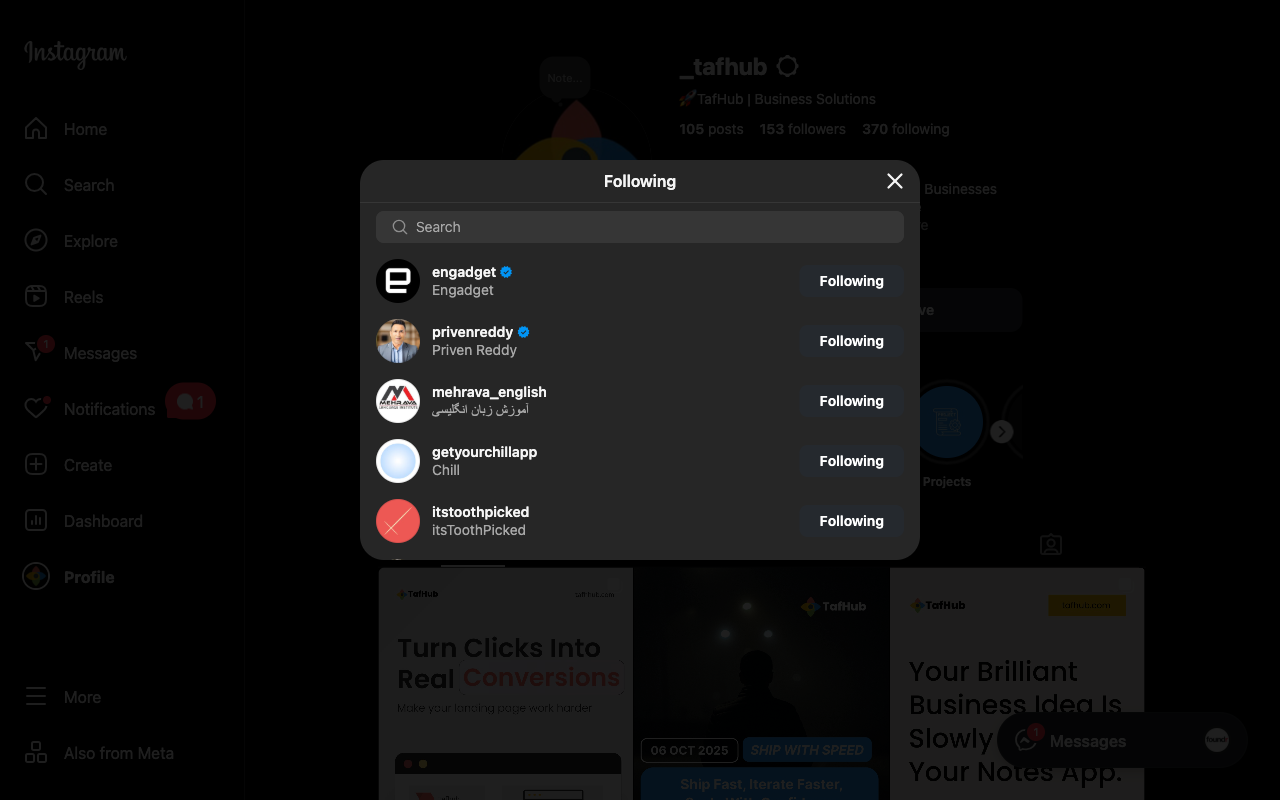 Instagram
Home
Search
Explore
Reels
1
Messages
Notifications
1
Create
Dashboard
Profile
More
Also from Meta
Note...
_tafhub
🚀TafHub | Business Solutions
105 posts 153 followers 370 following
Businesses
Following
Search
engadget
Engadget
Following
privenreddy
Priven Reddy
Following
MEHRAVA
mehrava_english
آموزش زبان انگلیسی
Following
getyourchillapp
Chill
Following
itstoothpicked
itsToothPicked
Following
Projects
TafHub
tafhub.com
Turn Clicks Into
Real Conversions
Make your landing page work harder
TafHub
06 OCT 2025
SHIP WITH SPEED
Ship Fast, Iterate Faster,
TafHub
tafhub.com
Your Brilliant
Business Idea Is
Slowly
Your Notes App.
1
Messages